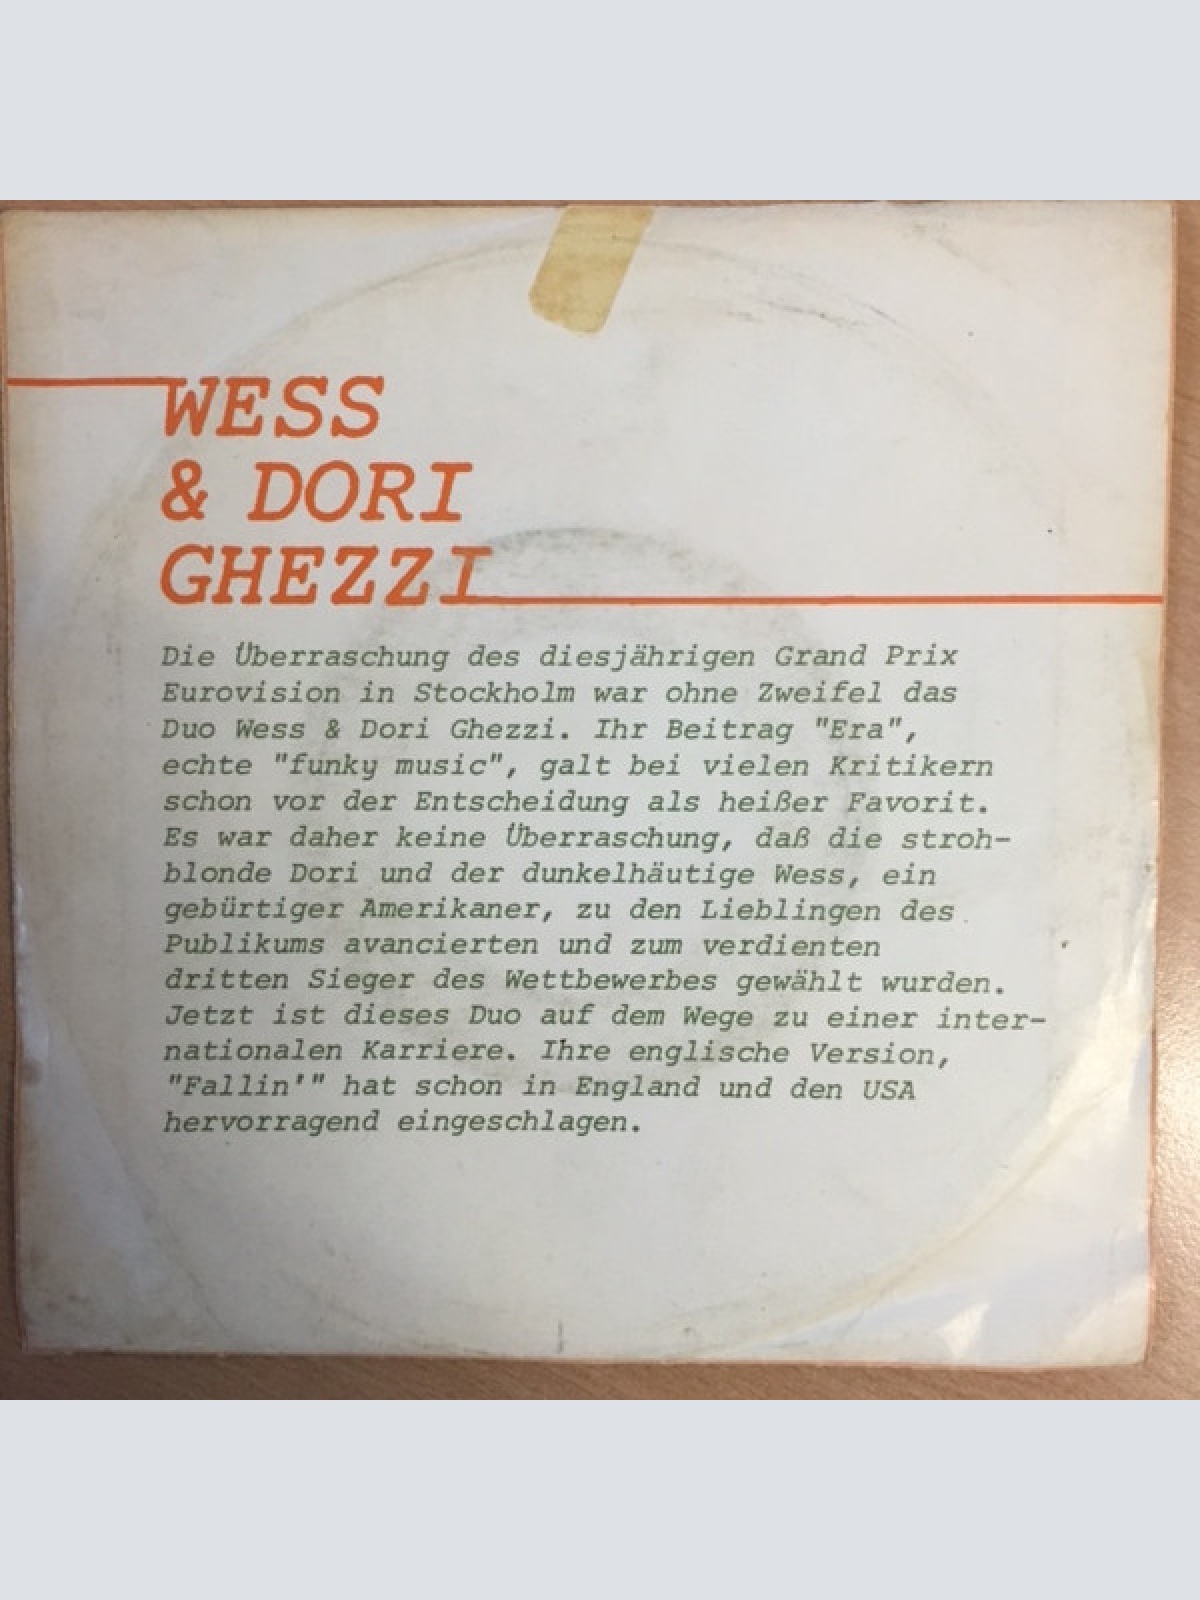 WESS
& DORI
GHEZZI
Die Überraschung des diesjährigen Grand Prix
Eurovision in Stockholm war ohne Zweifel das
Duo Wess & Dori Ghezzi. Ihr Beitrag "Era",
echte "funky music", galt bei vielen Kritikern
schon vor der Entscheidung als heißer Favorit.
Es war daher keine Überraschung, daß die stroh-
blonde Dori und der dunkelhäutige Wess, ein
gebürtiger Amerikaner, zu den Lieblingen des
Publikums avancierten und zum verdienten
dritten Sieger des Wettbewerbes gewählt wurden.
Jetzt ist dieses Duo auf dem Wege zu einer inter-
nationalen Karriere. Ihre englische Version,
"Fallin'" hat schon in England und den USA
hervorragend eingeschlagen.